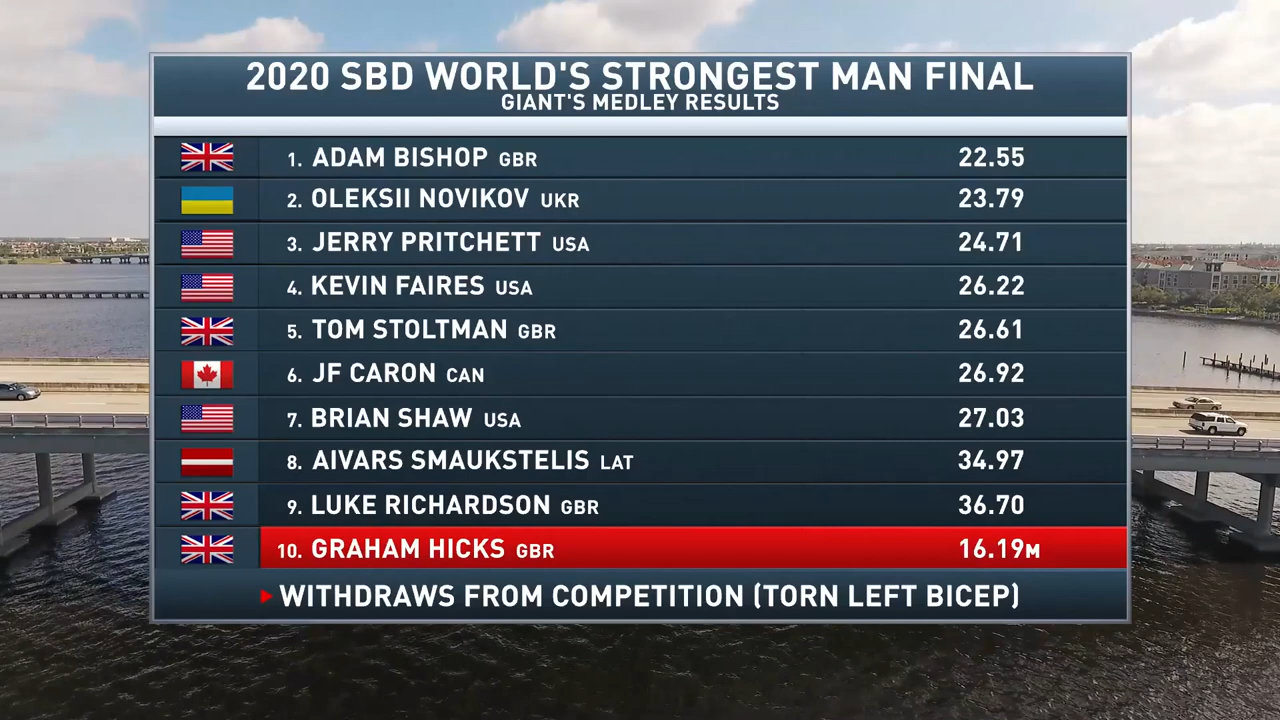 2020 SBD WORLD'S STRONGEST MAN FINAL
GIANT'S MEDLEY RESULTS
1. ADAM BISHOP GBR 22.55
2. OLEKSII NOVIKOV UKR 23.79
3. JERRY PRITCHETT USA 24.71
4. KEVIN FAIRES USA 26.22
5. TOM STOLTMAN GBR 26.61
6. JF CARON CAN 26.92
7. BRIAN SHAW USA 27.03
8. AIVARS SMAUKSTELIS LAT 34.97
9. LUKE RICHARDSON GBR 36.70
10. GRAHAM HICKS GBR 16.19M
WITHDRAWS FROM COMPETITION (TORN LEFT BICEP)